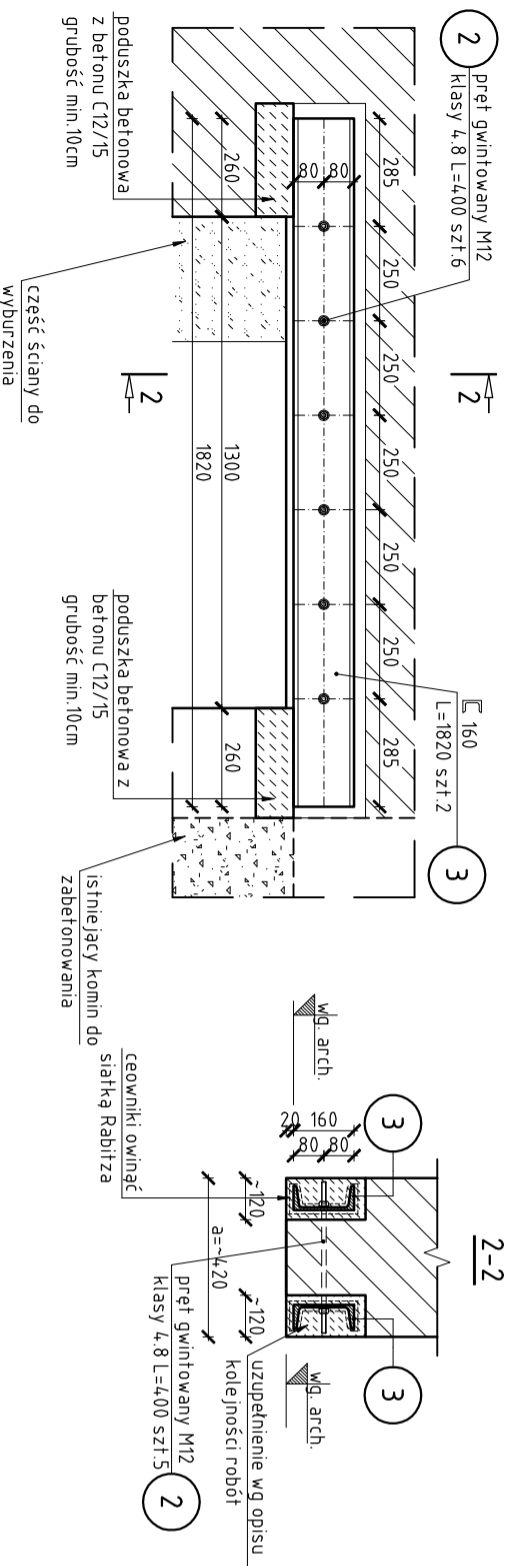 2
pręt gwintowany M12
klasy 4.8 L=400 szt.6
2
[ 160
L=1820 szt.2
3
285
250
250
250
250
250
285
80
80
260
1300
260
1820
poduszka betonowa
z betonu C12/15
grubość min.10cm
część ściany do
wyburzenia
2
poduszka betonowa z
betonu C12/15
grubość min.10cm
istniejący komin do
zabetonowania
2-2
wg. arch.
3
3
20
160
80
80
~120
~120
a=~420
wg. arch.
ceowniki owinąć
siatką Rabitza
uzupełnienie wg opisu
kolejności robót
pręt gwintowany M12
klasy 4.8 L=400 szt.5
2